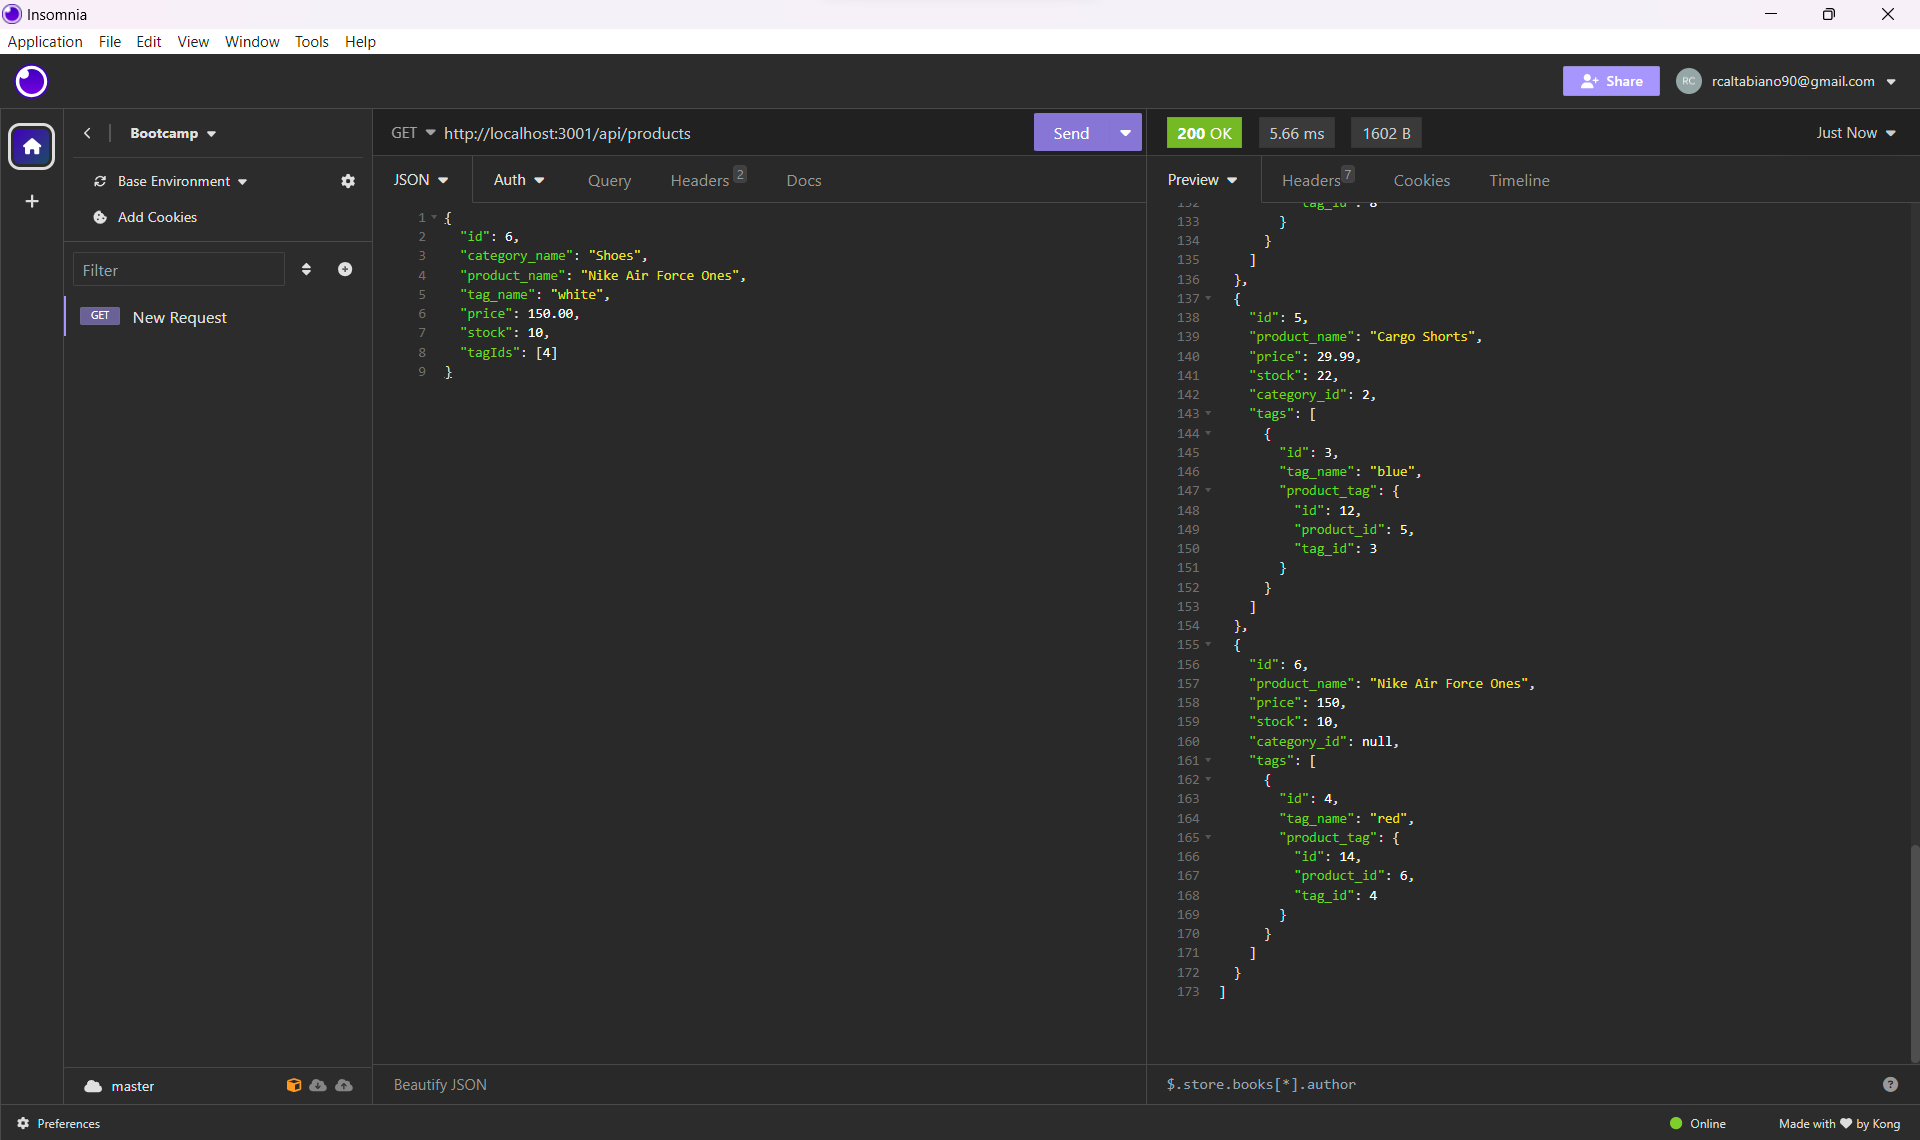 Insomnia
Application File Edit View Window Tools Help
Share RC rcaltabiano90@gmail.com
Bootcamp
GET http://localhost:3001/api/products Send
200 OK 5.66 ms 1602 B Just Now
Base Environment
JSON Auth Query Headers 2 Docs
Preview Headers 7 Cookies Timeline
Add Cookies
Filter
GET New Request
1 {
2 "id": 6,
3 "category_name": "Shoes",
4 "product_name": "Nike Air Force Ones",
5 "tag_name": "white",
6 "price": 150.00,
7 "stock": 10,
8 "tagIds": [4]
9 }
132 "tag_id": 8
133 }
134 }
135 ]
136 },
137 {
138 "id": 5,
139 "product_name": "Cargo Shorts",
140 "price": 29.99,
141 "stock": 22,
142 "category_id": 2,
143 "tags": [
144 {
145 "id": 3,
146 "tag_name": "blue",
147 "product_tag": {
148 "id": 12,
149 "product_id": 5,
150 "tag_id": 3
151 }
152 }
153 ]
154 },
155 {
156 "id": 6,
157 "product_name": "Nike Air Force Ones",
158 "price": 150,
159 "stock": 10,
160 "category_id": null,
161 "tags": [
162 {
163 "id": 4,
164 "tag_name": "red",
165 "product_tag": {
166 "id": 14,
167 "product_id": 6,
168 "tag_id": 4
169 }
170 }
171 ]
172 }
173 ]
master
Beautify JSON
$.store.books[*].author
Preferences
Online Made with ♥ by Kong